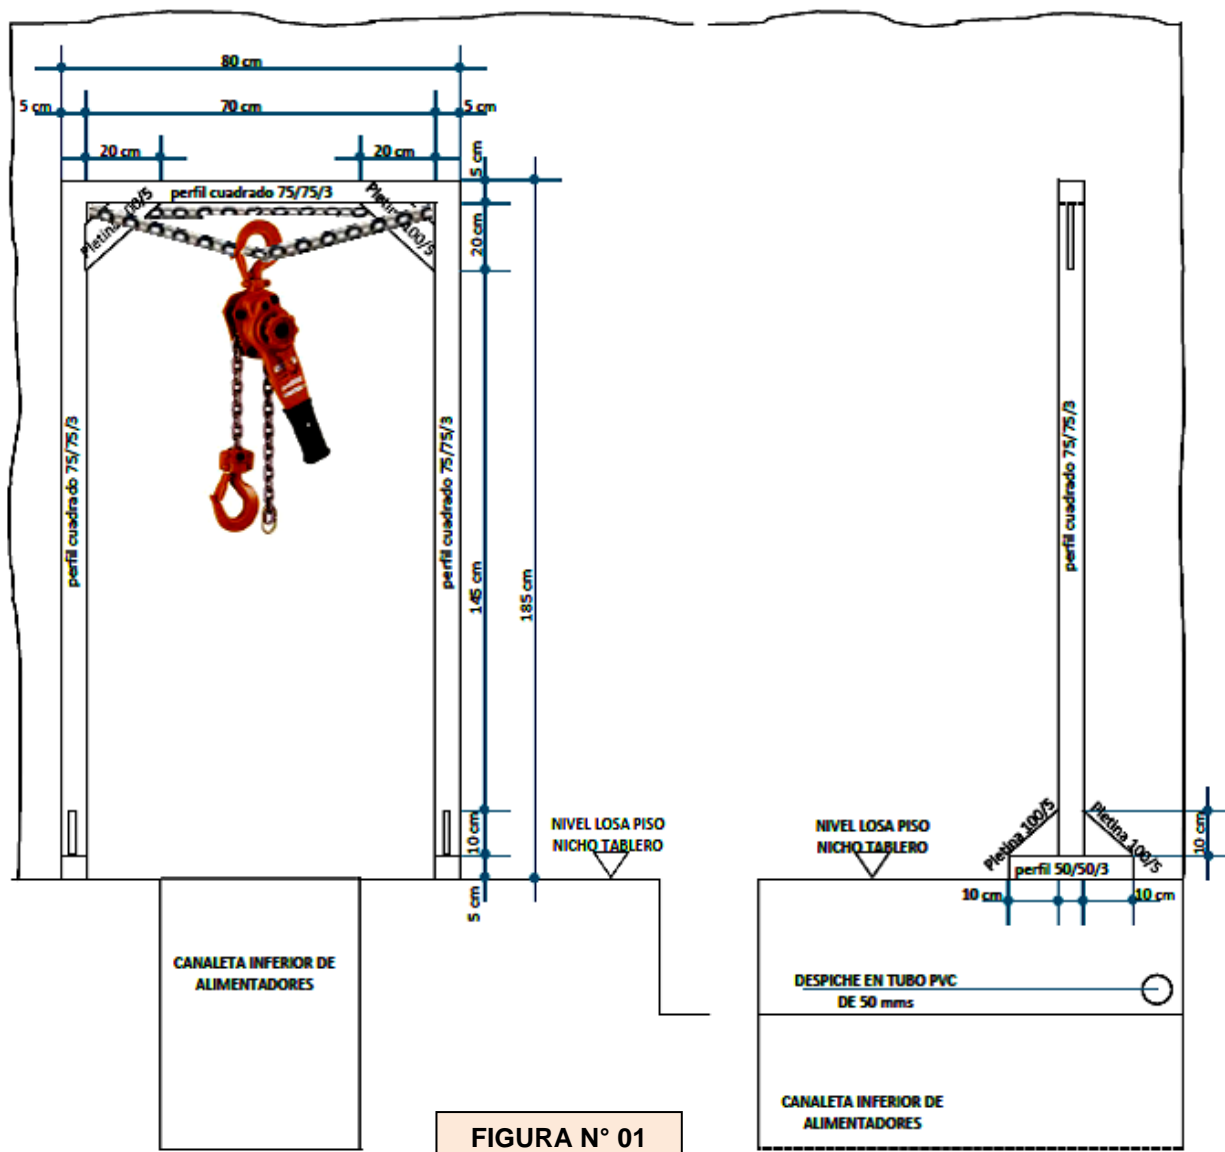 80 cm
5 cm
70 cm
5 cm
20 cm
20 cm
5 cm
perfil cuadrado 75/75/3
Pletina 100/5
Pletina 100/5
20 cm
perfil cuadrado 75/75/3
perfil cuadrado 75/75/3
145 cm
185 cm
10 cm
5 cm
NIVEL LOSA PISO
NICHO TABLERO
CANALETA INFERIOR DE
ALIMENTADORES
perfil cuadrado 75/75/3
NIVEL LOSA PISO
NICHO TABLERO
Pletina 100/5
pletina 100/5
10 cm
perfil 50/50/3
10 cm
10 cm
DESPICHE EN TUBO PVC
DE 50 mms
CANALETA INFERIOR DE
ALIMENTADORES
FIGURA N° 01